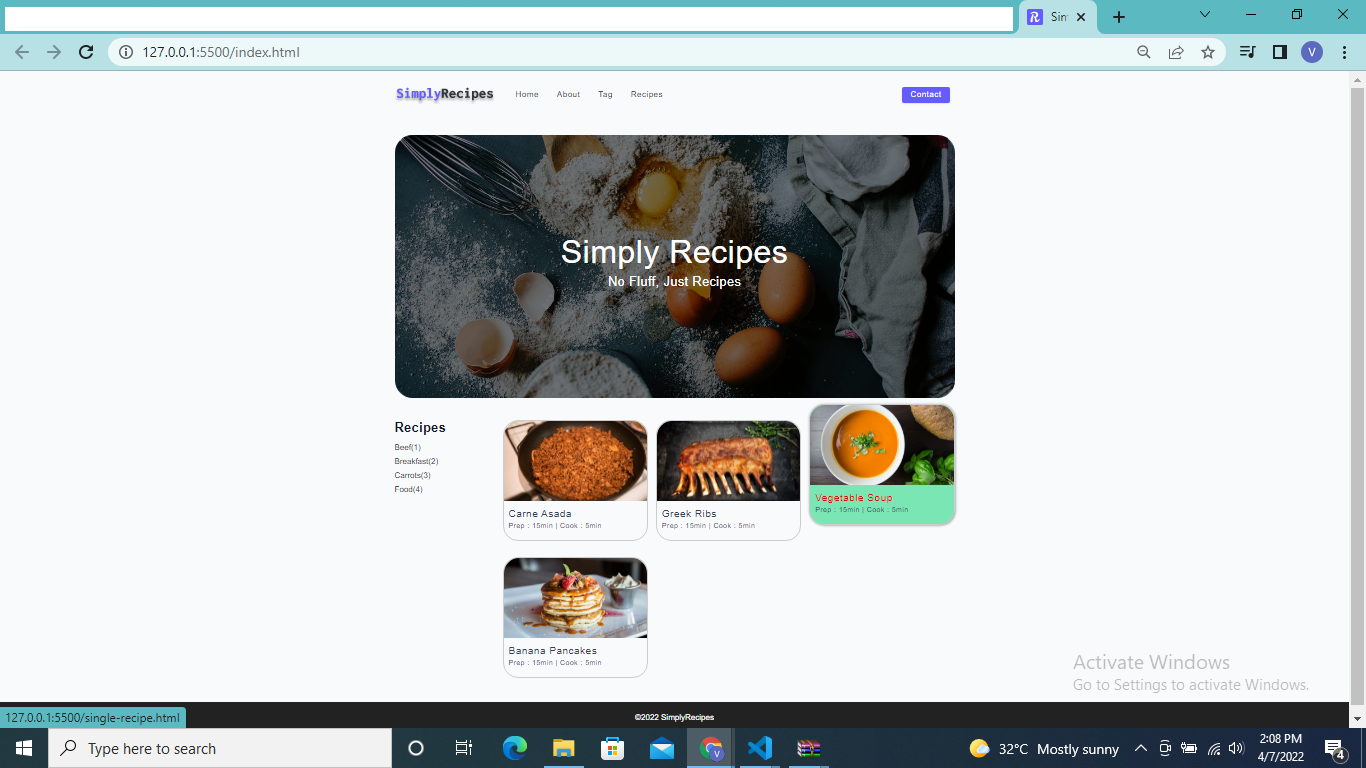 Sin
127.0.0.1:5500/index.html
V
SimplyRecipes
Home
About
Tag
Recipes
Contact
Simply Recipes
No Fluff, Just Recipes
Recipes
Beef(1)
Breakfast(2)
Carrots(3)
Food(4)
Carne Asada
Prep : 15min | Cook : 5min
Greek Ribs
Prep : 15min | Cook : 5min
Vegetable Soup
Prep : 15min | Cook : 5min
Banana Pancakes
Prep : 15min | Cook : 5min
Activate Windows
Go to Settings to activate Windows.
©2022 SimplyRecipes
127.0.0.1:5500/single-recipe.html
Type here to search
V
32°C Mostly sunny
2:08 PM
4/7/2022
4